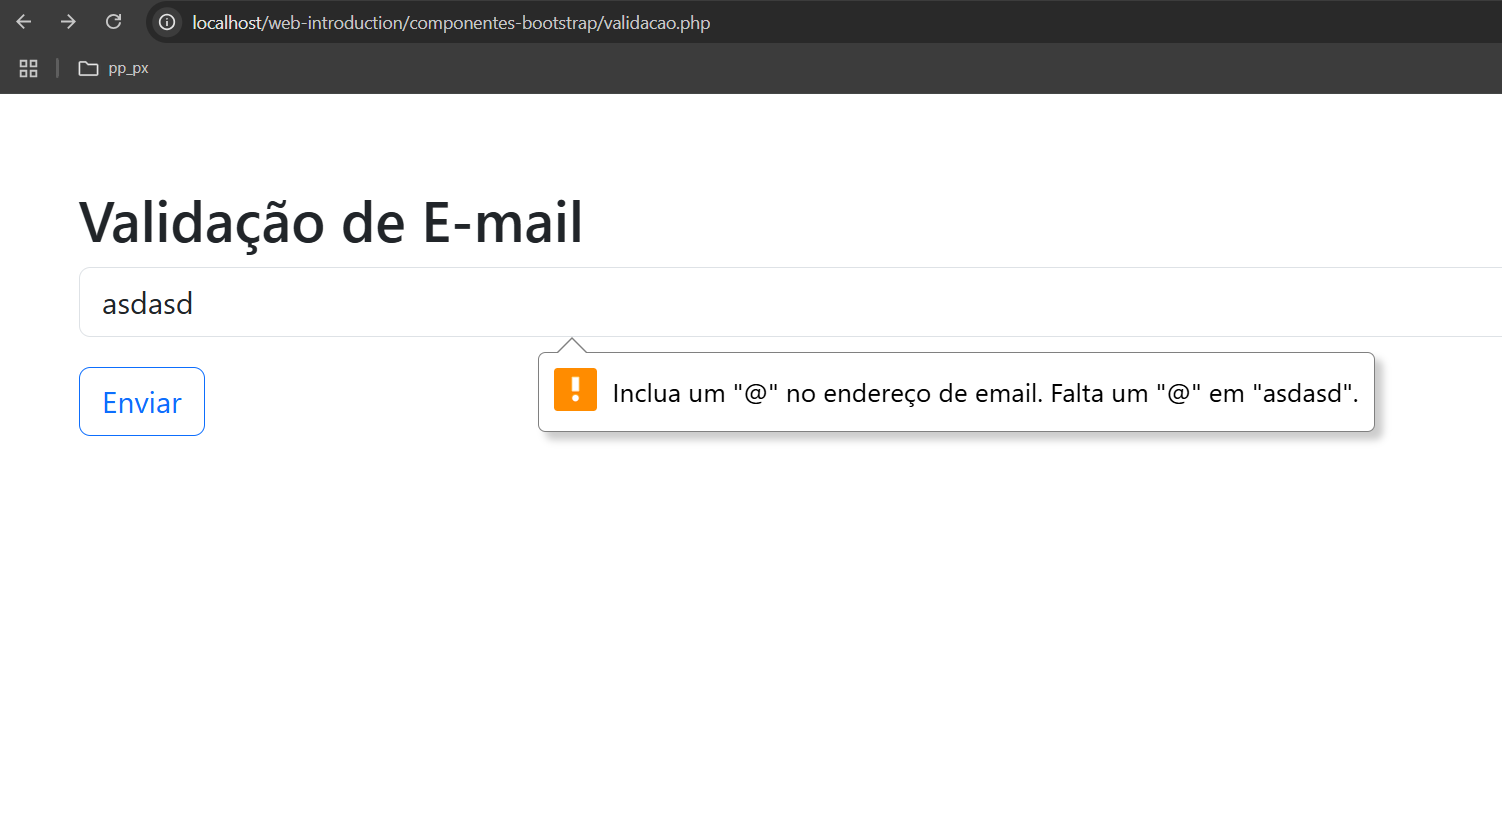 localhost/web-introduction/componentes-bootstrap/validacao.php
pp_px
Validação de E-mail
asdasd
Enviar
Inclua um "@" no endereço de email. Falta um "@" em "asdasd".